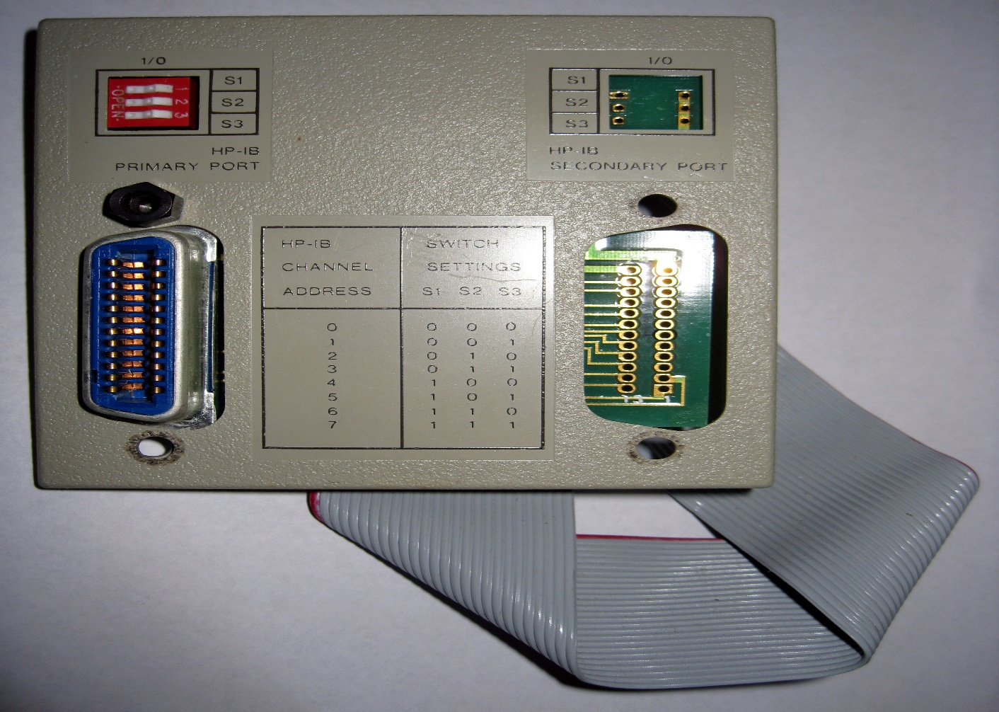 1/0
S1
S2
S3
-OPEN-
1 2 3
HP-IB
PRIMARY PORT
1/0
S1
S2
S3
HP-IB
SECONDARY PORT
HP-IB SWITCH
CHANNEL SETTINGS
ADDRESS S1 S2 S3
0 0 0 0
1 0 0 1
2 0 1 0
3 0 1 1
4 1 0 0
5 1 0 1
6 1 1 0
7 1 1 1
13 1